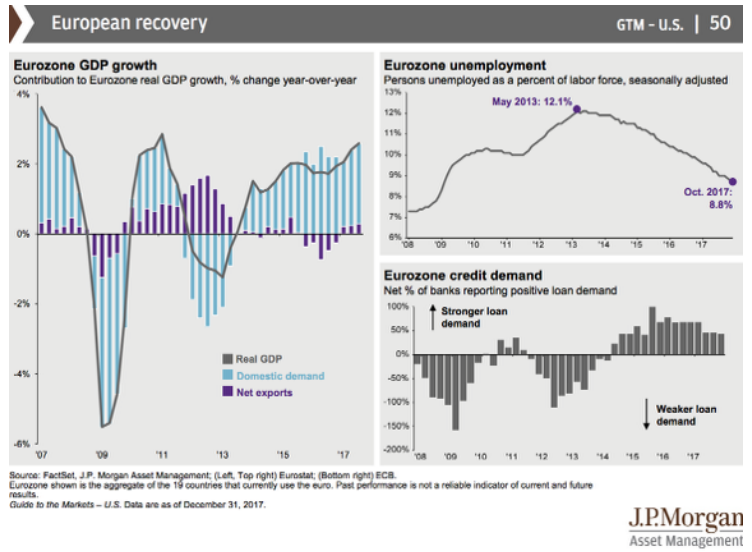 European recovery
GTM – U.S. | 50
Eurozone GDP growth
Contribution to Eurozone real GDP growth, % change year-over-year
4%
2%
0%
-2%
-4%
-6%
'07
'09
'11
'13
'15
'17
Real GDP
Domestic demand
Net exports
Eurozone unemployment
Persons unemployed as a percent of labor force, seasonally adjusted
13%
12%
11%
10%
9%
8%
7%
6%
May 2013: 12.1%
Oct. 2017:
8.8%
'08
'09
'10
'11
'12
'13
'14
'15
'16
'17
Eurozone credit demand
Net % of banks reporting positive loan demand
100%
50%
0%
-50%
-100%
-150%
-200%
Stronger loan
demand
Weaker loan
demand
'08
'09
'10
'11
'12
'13
'14
'15
'16
'17
Source: FactSet, J.P. Morgan Asset Management; (Left, Top right) Eurostat; (Bottom right) ECB.
Eurozone shown is the aggregate of the 19 countries that currently use the euro. Past performance is not a reliable indicator of current and future
results.
Guide to the Markets – U.S. Data are as of December 31, 2017.
J.P.Morgan
Asset Management